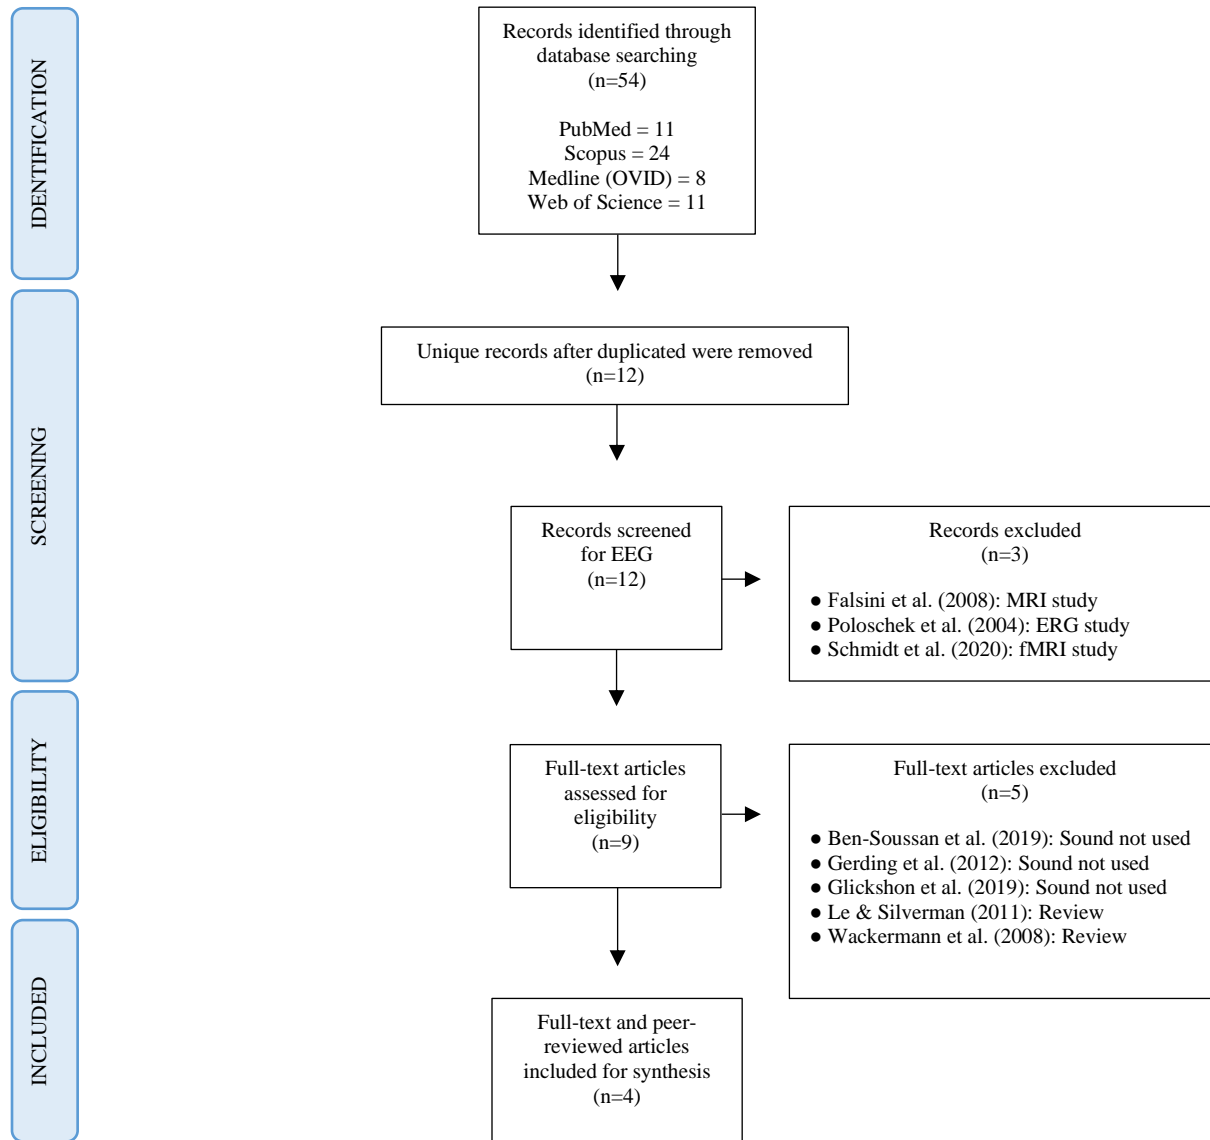 IDENTIFICATION
Records identified through
database searching
(n=54)
PubMed = 11
Scopus = 24
Medline (OVID) = 8
Web of Science = 11
SCREENING
Unique records after duplicated were removed
(n=12)
Records screened
for EEG
(n=12)
Records excluded
(n=3)
● Falsini et al. (2008): MRI study
● Poloschek et al. (2004): ERG study
● Schmidt et al. (2020): fMRI study
ELIGIBILITY
Full-text articles
assessed for
eligibility
(n=9)
Full-text articles excluded
(n=5)
● Ben-Soussan et al. (2019): Sound not used
● Gerding et al. (2012): Sound not used
● Glickshon et al. (2019): Sound not used
● Le & Silverman (2011): Review
● Wackermann et al. (2008): Review
INCLUDED
Full-text and peer-
reviewed articles
included for synthesis
(n=4)